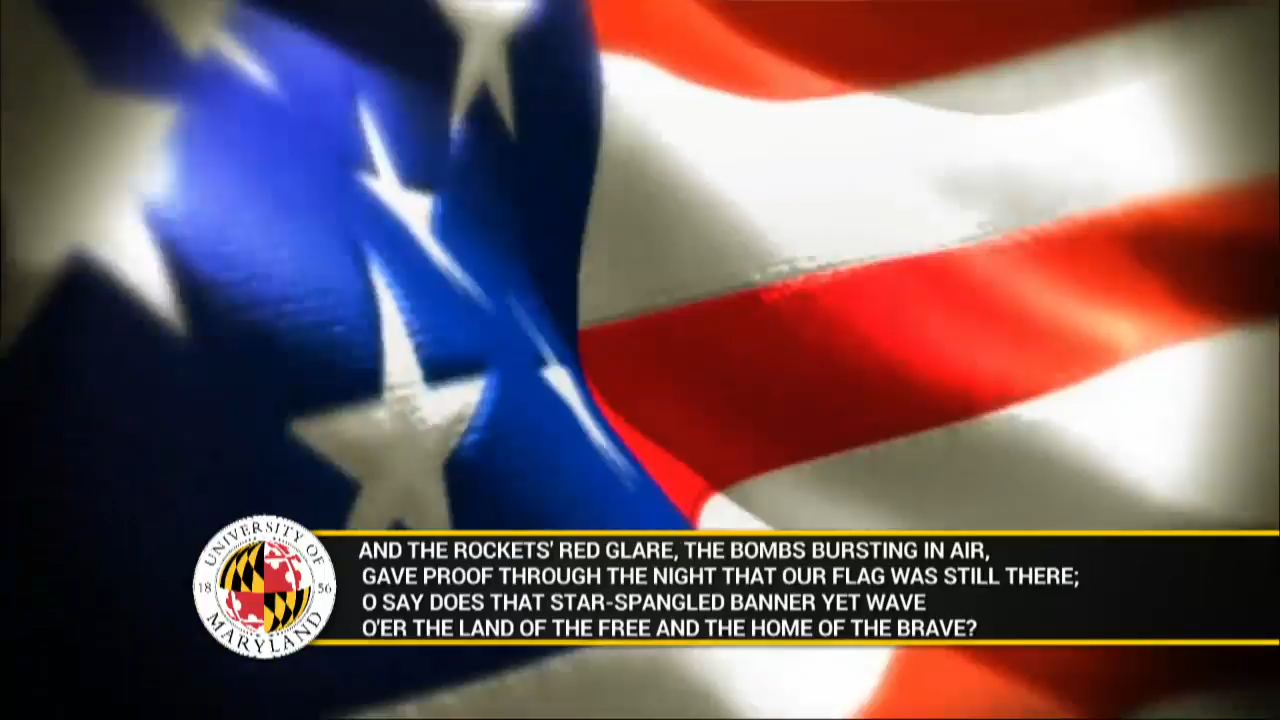 UNIVERSITY OF
18 56
MARYLAND
AND THE ROCKETS' RED GLARE, THE BOMBS BURSTING IN AIR,
GAVE PROOF THROUGH THE NIGHT THAT OUR FLAG WAS STILL THERE;
O SAY DOES THAT STAR-SPANGLED BANNER YET WAVE
O'ER THE LAND OF THE FREE AND THE HOME OF THE BRAVE?